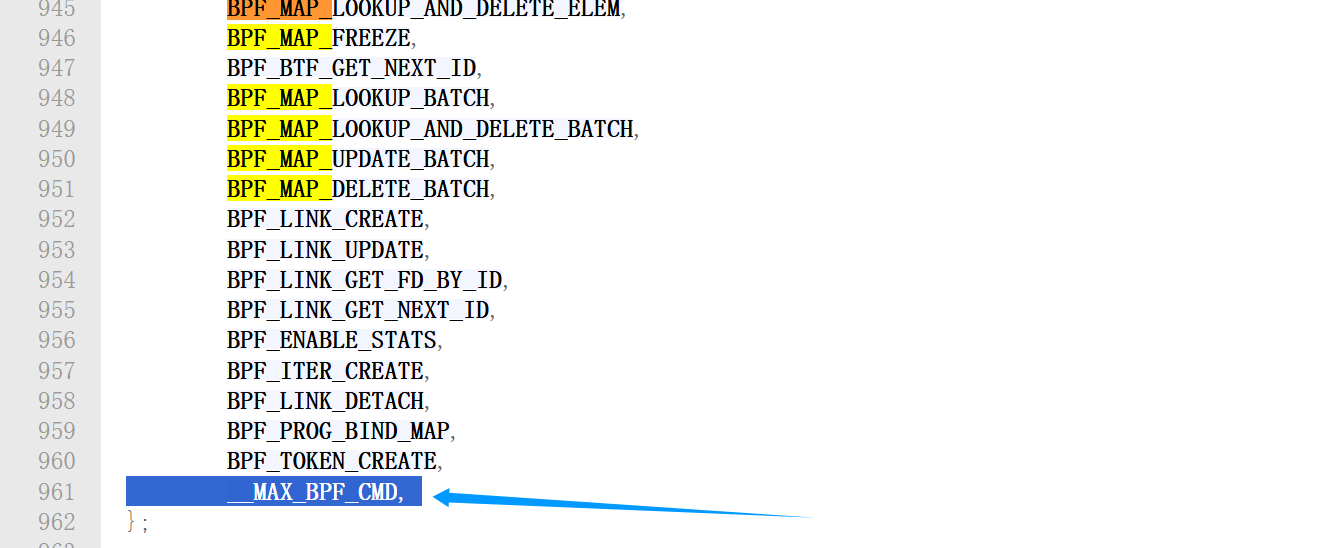 945 BPF_MAP_LOOKUP_AND_DELETE_ELEM,
946 BPF_MAP_FREEZE,
947 BPF_BTF_GET_NEXT_ID,
948 BPF_MAP_LOOKUP_BATCH,
949 BPF_MAP_LOOKUP_AND_DELETE_BATCH,
950 BPF_MAP_UPDATE_BATCH,
951 BPF_MAP_DELETE_BATCH,
952 BPF_LINK_CREATE,
953 BPF_LINK_UPDATE,
954 BPF_LINK_GET_FD_BY_ID,
955 BPF_LINK_GET_NEXT_ID,
956 BPF_ENABLE_STATS,
957 BPF_ITER_CREATE,
958 BPF_LINK_DETACH,
959 BPF_PROG_BIND_MAP,
960 BPF_TOKEN_CREATE,
961 __MAX_BPF_CMD,
962 };